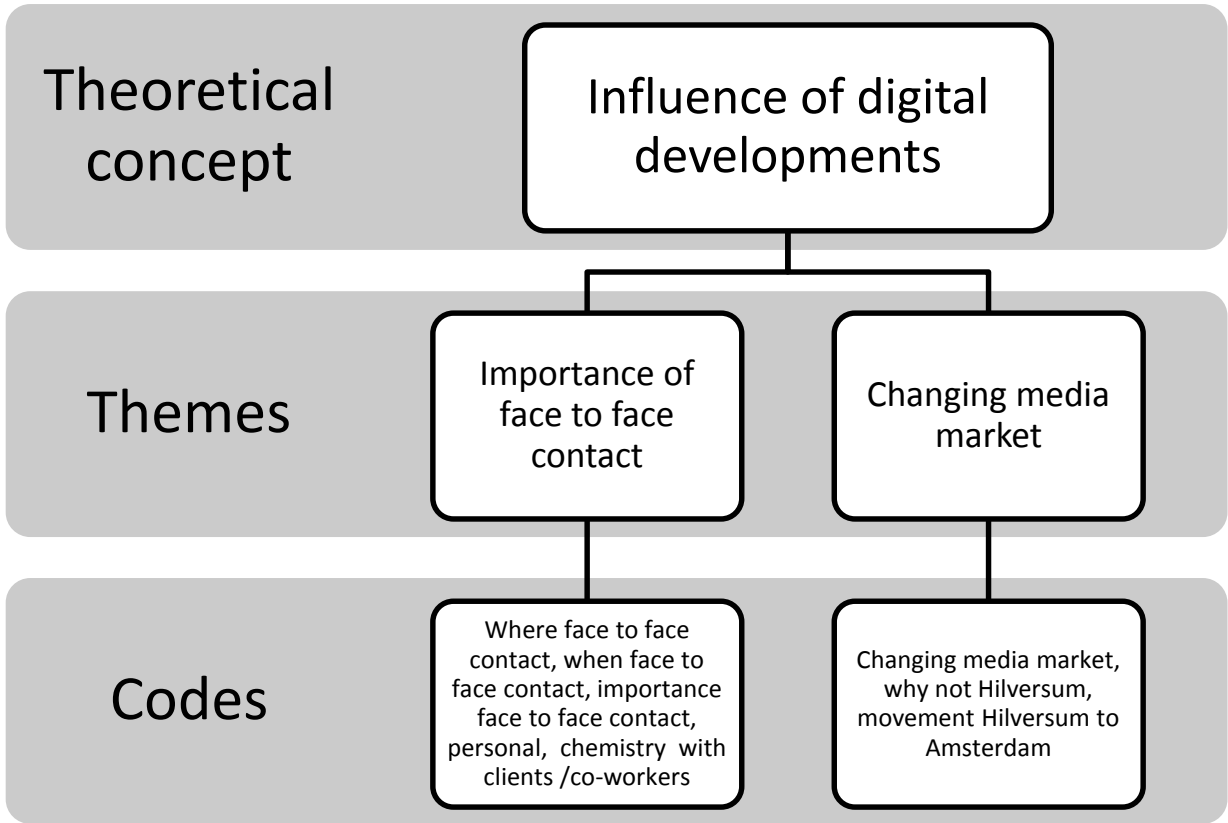 Theoretical
concept
Influence of digital
developments
Themes
Importance of
face to face
contact
Changing media
market
Codes
Where face to face
contact, when face to
face contact, importance
face to face contact,
personal, chemistry with
clients /co-workers
Changing media market,
why not Hilversum,
movement Hilversum to
Amsterdam